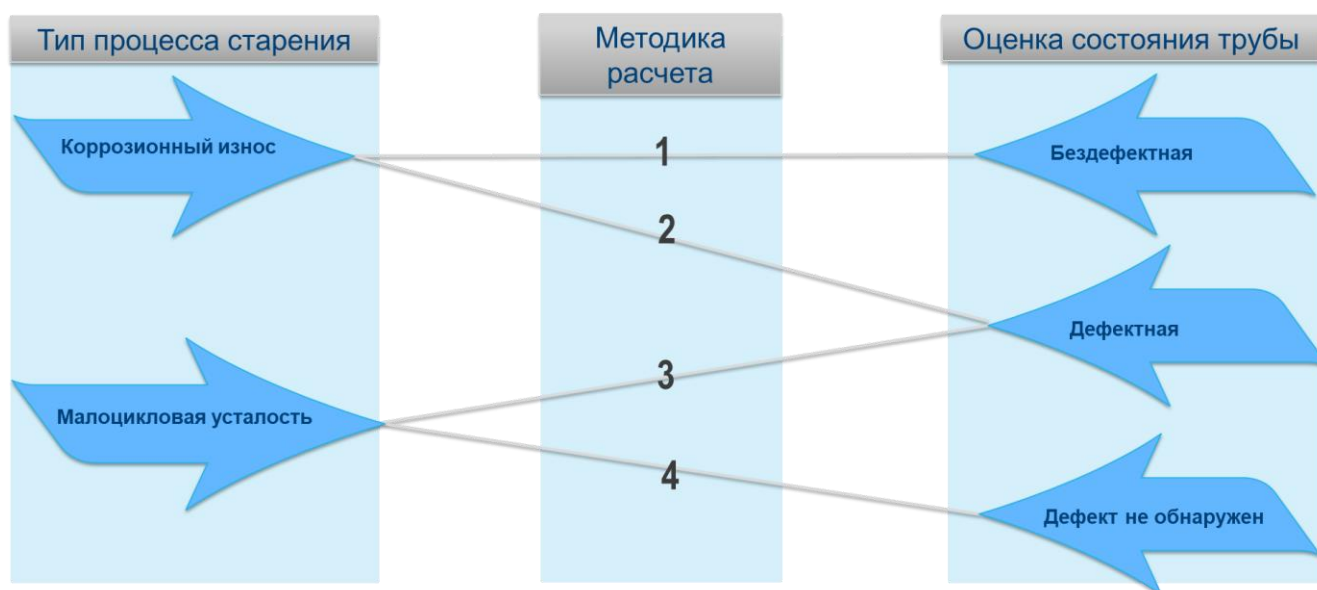 Тип процесса старения
Методика
расчета
Оценка состояния трубы
Коррозионный износ
1
Бездефектная
2
Дефектная
Малоцикловая усталость
3
4
Дефект не обнаружен